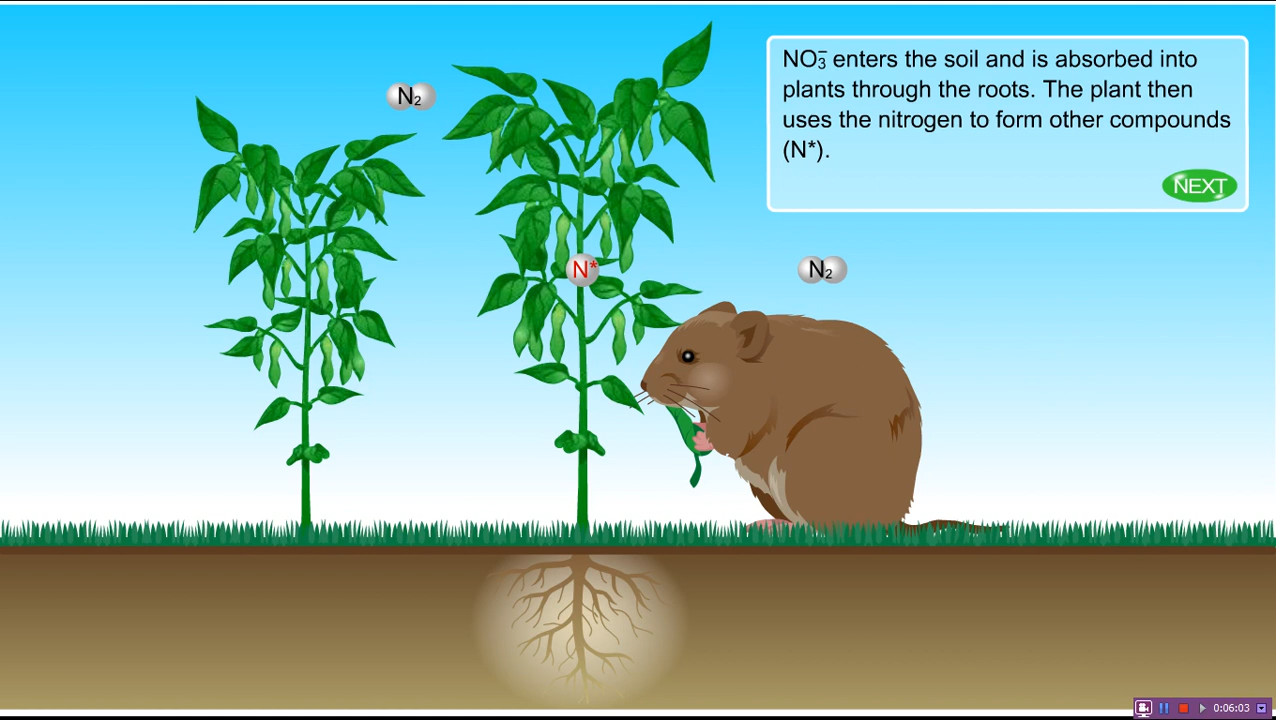 NO₃⁻ enters the soil and is absorbed into
plants through the roots. The plant then
uses the nitrogen to form other compounds
(N*).
NEXT
N₂
N*
N₂
0:06:03